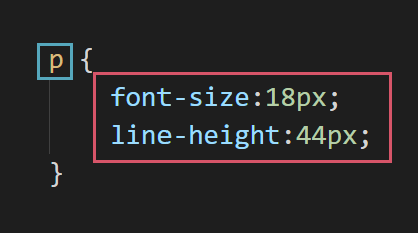 p {
font-size:18px;
line-height:44px;
}